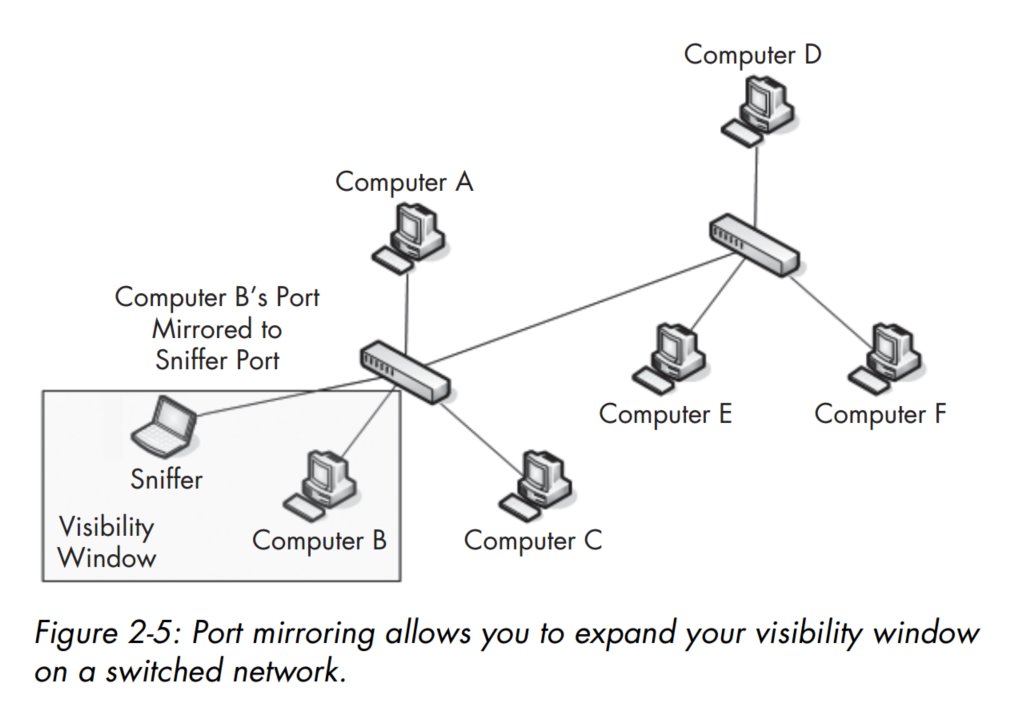 Computer D
Computer A
Computer B’s Port
Mirrored to
Sniffer Port
Computer E
Computer F
Sniffer
Visibility
Window
Computer B
Computer C
Figure 2-5: Port mirroring allows you to expand your visibility window
on a switched network.